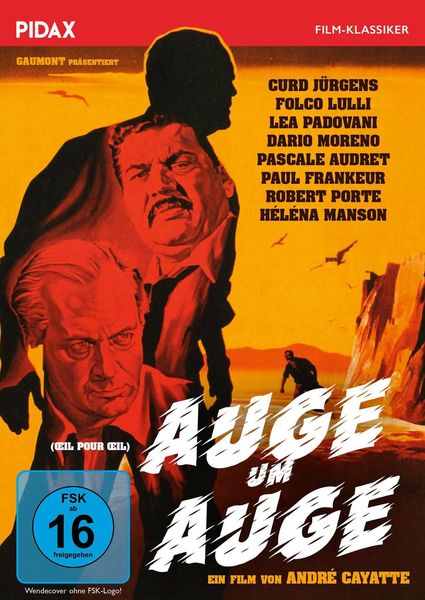 PIDAX
FILM-KLASSIKER
GAUMONT PRÄSENTIERT
CURD JÜRGENS
FOLCO LULLI
LEA PADOVANI
DARIO MORENO
PASCALE AUDRET
PAUL FRANKEUR
ROBERT PORTE
HÉLÉNA MANSON
(ŒIL POUR ŒIL)
AUGE
UM
AUGE
FSK
ab
16
freigegeben
EIN FILM VON ANDRÉ CAYATTE
Wendecover ohne FSK-Logo!